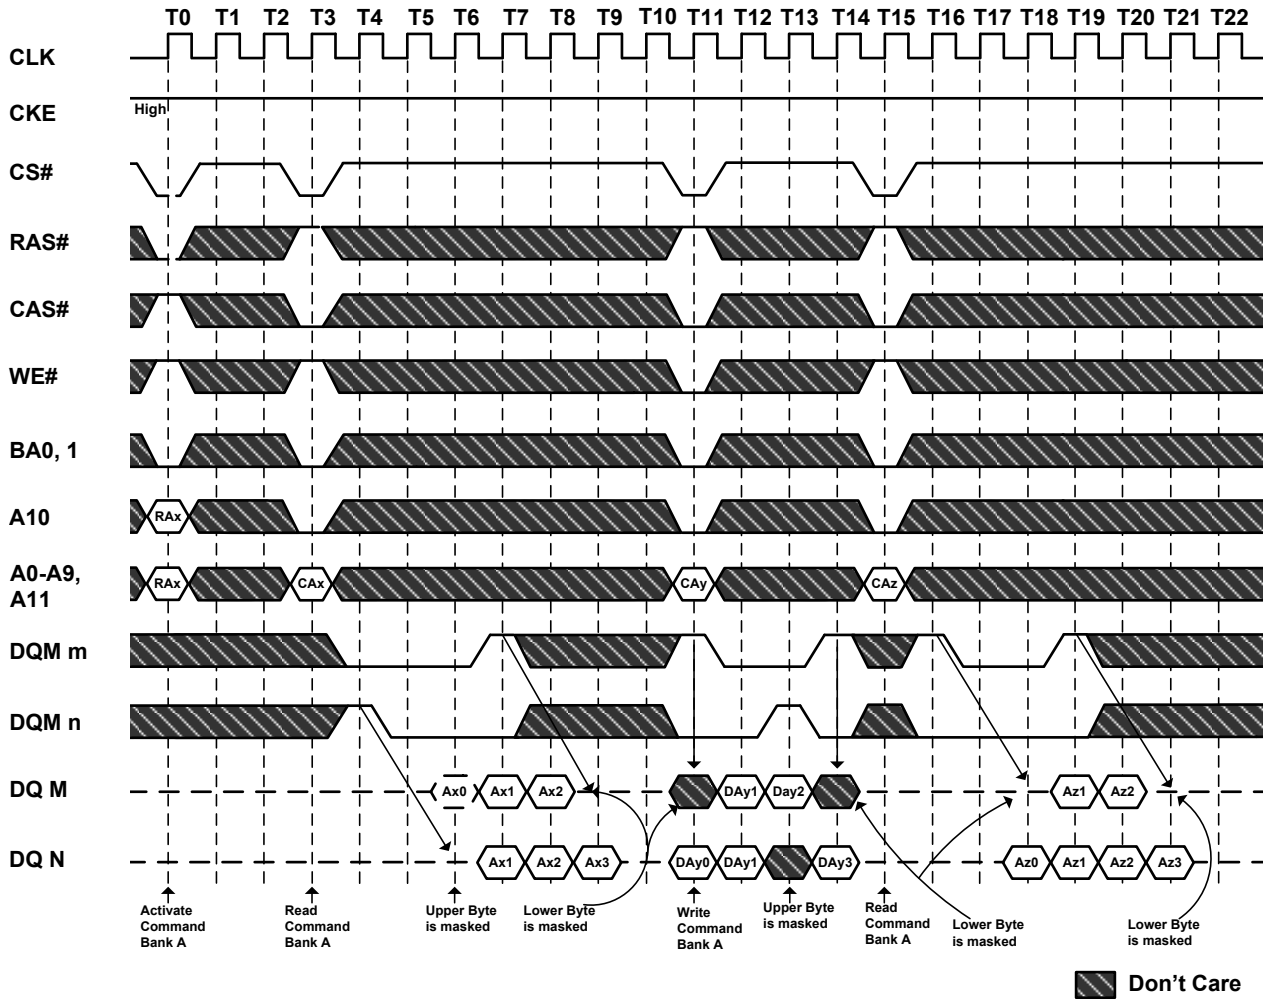 T0 T1 T2 T3 T4 T5 T6 T7 T8 T9 T10 T11 T12 T13 T14 T15 T16 T17 T18 T19 T20 T21 T22
CLK
CKE High
CS#
RAS#
CAS#
WE#
BA0, 1
A10 RAx
A0-A9, A11 RAx CAx CAy CAz
DQM m
DQM n
DQ M Ax0 Ax1 Ax2 DAy1 Day2 Az1 Az2
DQ N Ax1 Ax2 Ax3 DAy0 DAy1 DAy3 Az0 Az1 Az2 Az3
Activate
Command
Bank A
Read
Command
Bank A
Upper Byte
is masked
Lower Byte
is masked
Write
Command
Bank A
Upper Byte
is masked
Read
Command
Bank A
Lower Byte
is masked
Lower Byte
is masked
Don't Care